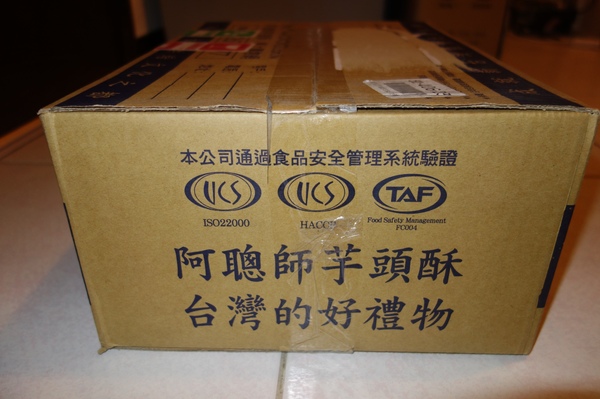 本公司通過食品安全管理系統驗證
UCS
UCS
TAF
ISO22000
HACCP
Food Safety Management
FC004
阿聰師芋頭酥
台灣的好禮物